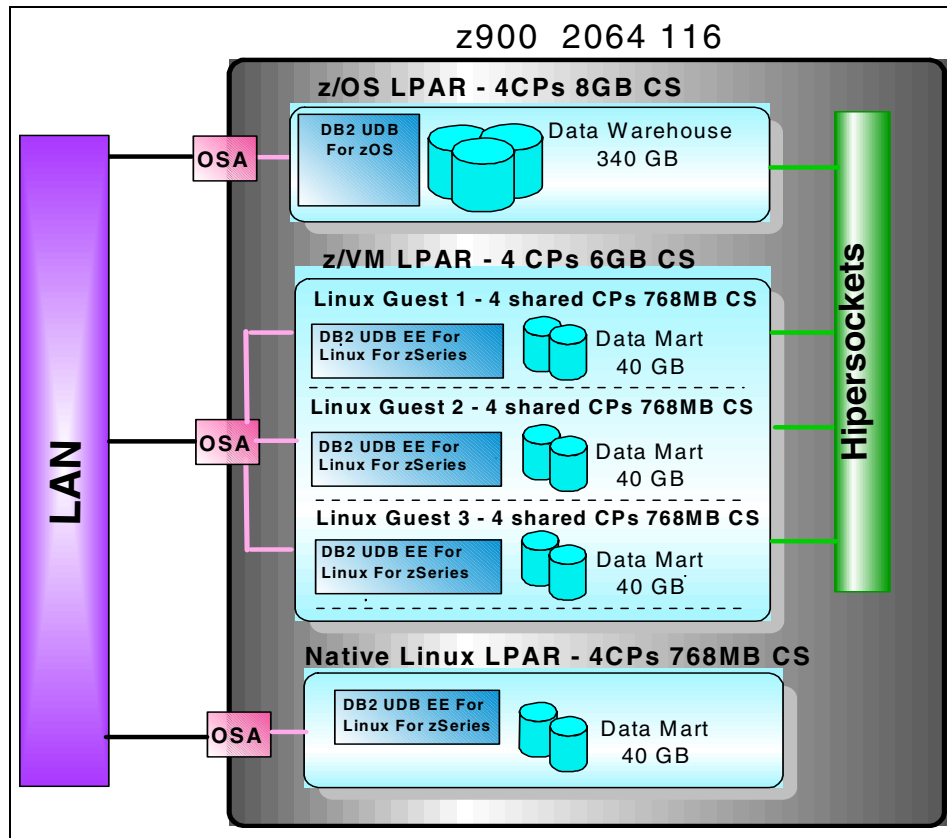 z900 2064 116
z/OS LPAR - 4CPs 8GB CS
DB2 UDB
For zOS
Data Warehouse
340 GB
OSA
z/VM LPAR - 4 CPs 6GB CS
Linux Guest 1 - 4 shared CPs 768MB CS
DB2 UDB EE For
Linux For zSeries
Data Mart
40 GB
Linux Guest 2 - 4 shared CPs 768MB CS
OSA
DB2 UDB EE For
Linux For zSeries
Data Mart
40 GB
Linux Guest 3 - 4 shared CPs 768MB CS
DB2 UDB EE For
Linux For zSeries
Data Mart
40 GB
Native Linux LPAR - 4CPs 768MB CS
OSA
DB2 UDB EE For
Linux For zSeries
Data Mart
40 GB
LAN
Hipersockets